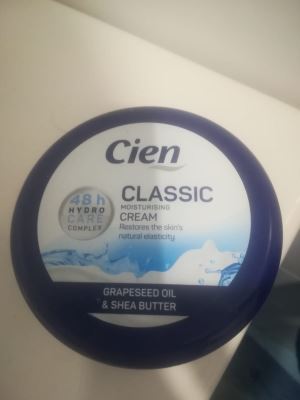 Cien
CLASSIC
MOISTURISING
CREAM
Restores the skin's
natural elasticity
48 h
HYDRO
CARE
COMPLEX
GRAPESEED OIL
& SHEA BUTTER